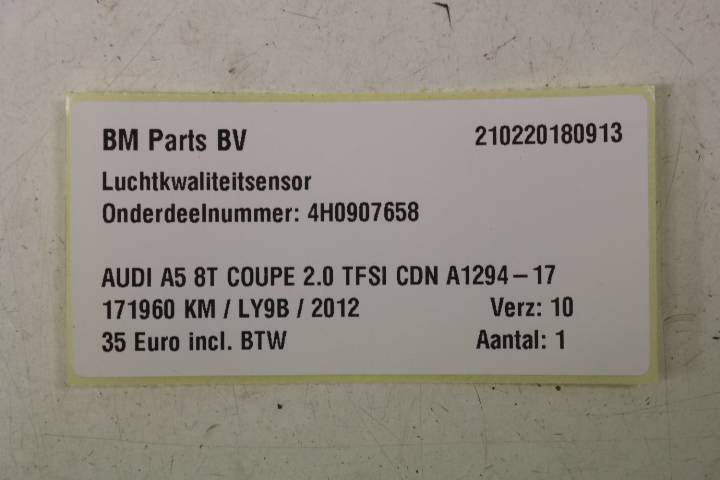 BM Parts BV 210220180913
Luchtkwaliteitsensor
Onderdeelnummer: 4H0907658
AUDI A5 8T COUPE 2.0 TFSI CDN A1294-17
171960 KM / LY9B / 2012 Verz: 10
35 Euro incl. BTW Aantal: 1